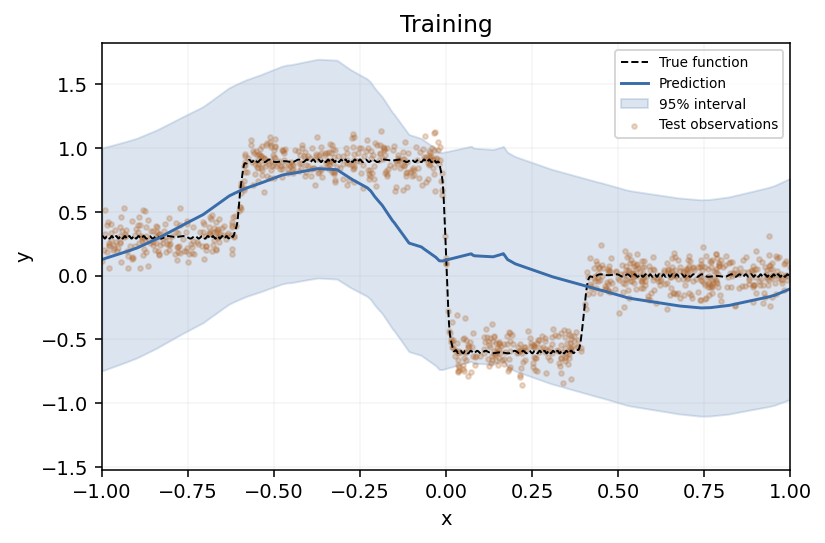 Training
True function
Prediction
95% interval
Test observations
y
1.5
1.0
0.5
0.0
−0.5
−1.0
−1.5
−1.00 −0.75 −0.50 −0.25 0.00 0.25 0.50 0.75 1.00
x